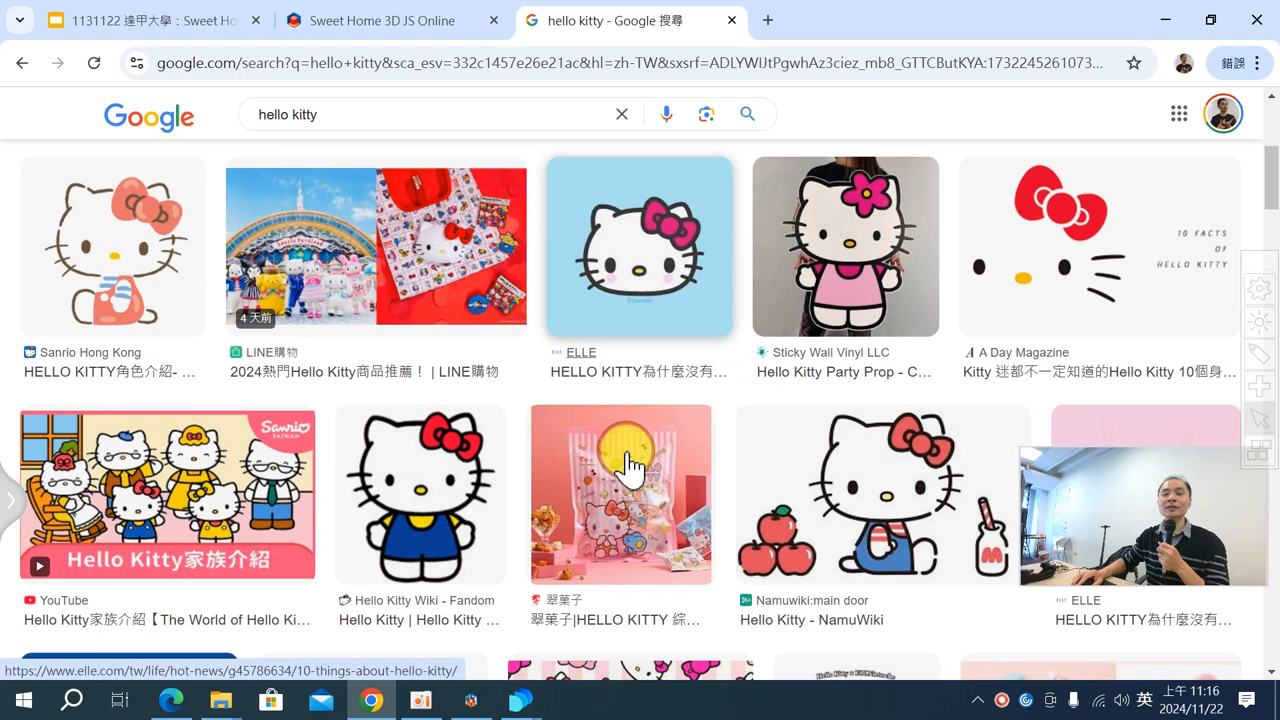 1131122 逢甲大學：Sweet Ho
Sweet Home 3D JS Online
hello kitty - Google 搜尋
google.com/search?q=hello+kitty&sca_esv=332c1457e26e21ac&hl=zh-TW&sxsrf=ADLYWIJtPgwhAz3ciez_mb8_GTTCButKYA:1732245261073...
錯誤
Google
hello kitty
4 天前
©SANRIO
10 FACTS
OF
HELLO KITTY
Sanrio Hong Kong
HELLO KITTY角色介紹- ...
LINE購物
2024熱門Hello Kitty商品推薦！ | LINE購物
ELLE
HELLO KITTY為什麼沒有...
Sticky Wall Vinyl LLC
Hello Kitty Party Prop - C...
A Day Magazine
Kitty 迷都不一定知道的Hello Kitty 10個身...
Sanrio
TAIWAN
Hello Kitty家族介紹
M
YouTube
Hello Kitty家族介紹【The World of Hello Ki...
Hello Kitty Wiki - Fandom
Hello Kitty | Hello Kitty ...
翠菓子
翠菓子|HELLO KITTY 綜...
Namuwiki:main door
Hello Kitty - NamuWiki
ELLE
HELLO KITTY為什麼沒有...
https://www.elle.com/tw/life/hot-news/g45786634/10-things-about-hello-kitty/
英
上午 11:16
2024/11/22